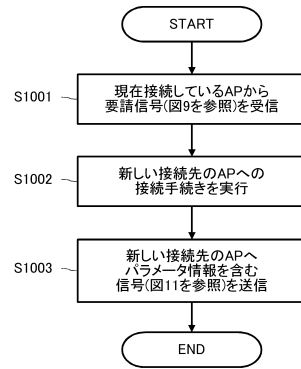 START
S1001
現在接続しているAPから
要請信号(図9を参照)を受信
S1002
新しい接続先のAPへの
接続手続きを実行
S1003
新しい接続先のAPへ
パラメータ情報を含む
信号(図11を参照)を送信
END